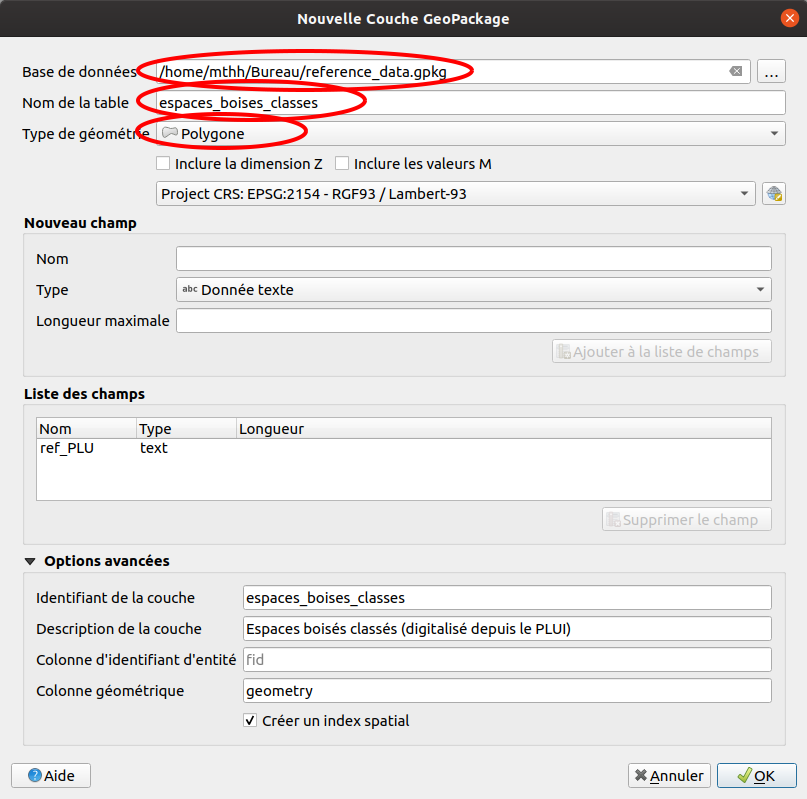 Nouvelle Couche GeoPackage
Base de données /home/mthh/Bureau/reference_data.gpkg ...
Nom de la table espaces_boises_classes
Type de géométrie Polygone
Inclure la dimension Z Inclure les valeurs M
Project CRS: EPSG:2154 - RGF93 / Lambert-93
Nouveau champ
Nom
Type abc Donnée texte
Longueur maximale
Ajouter à la liste de champs
Liste des champs
Nom Type Longueur
ref_PLU text
Supprimer le champ
Options avancées
Identifiant de la couche espaces_boises_classes
Description de la couche Espaces boisés classés (digitalisé depuis le PLUI)
Colonne d'identifiant d'entité fid
Colonne géométrique geometry
Créer un index spatial
Aide Annuler OK